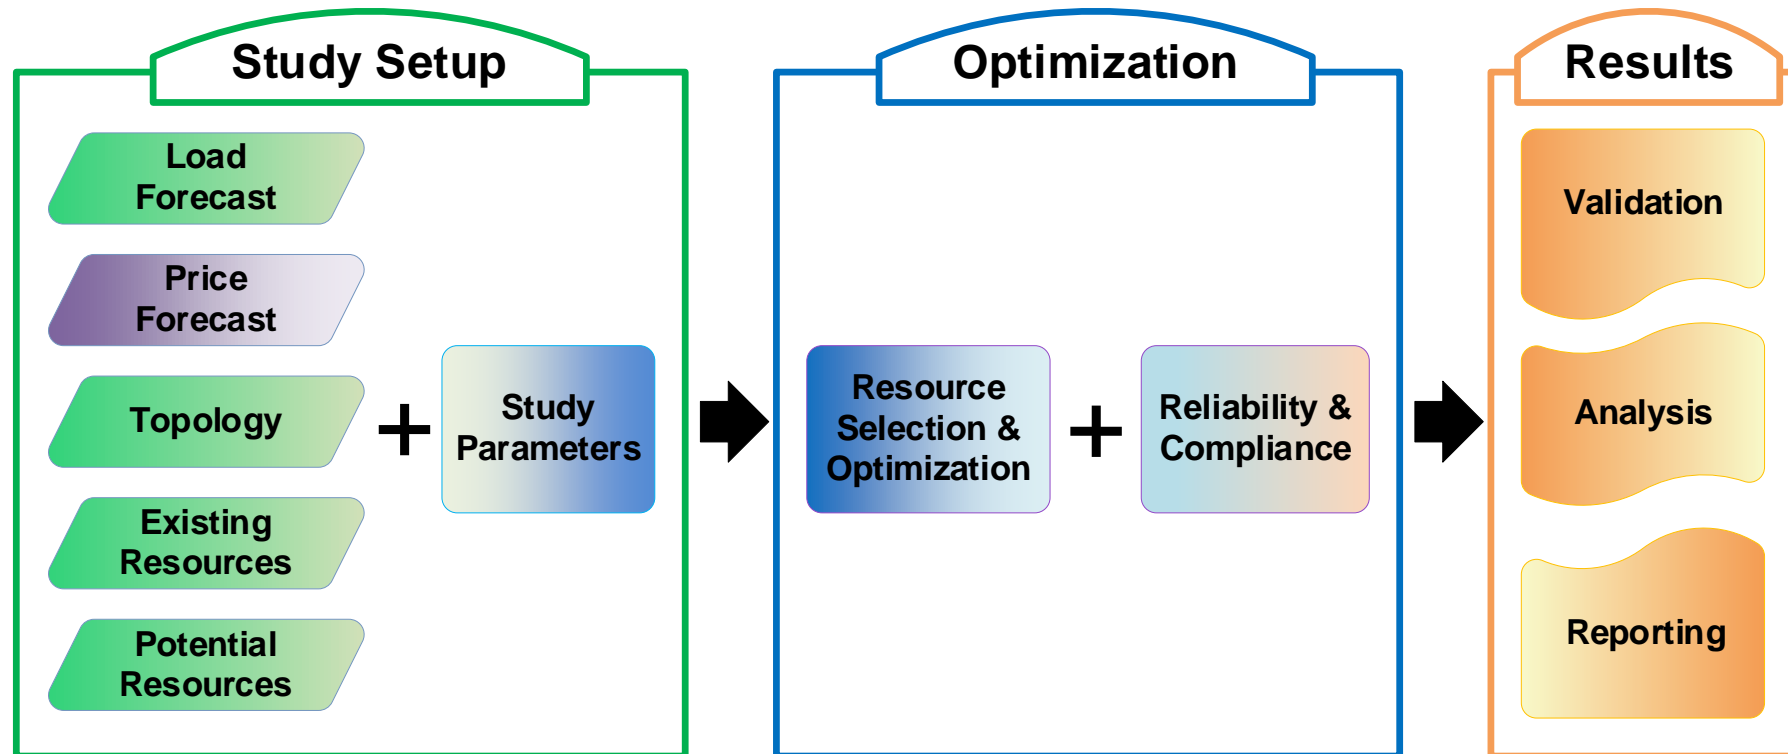 Study Setup
Load
Forecast
Price
Forecast
Topology
Existing
Resources
Potential
Resources
+
Study
Parameters
Optimization
Resource
Selection &
Optimization
+
Reliability &
Compliance
Results
Validation
Analysis
Reporting